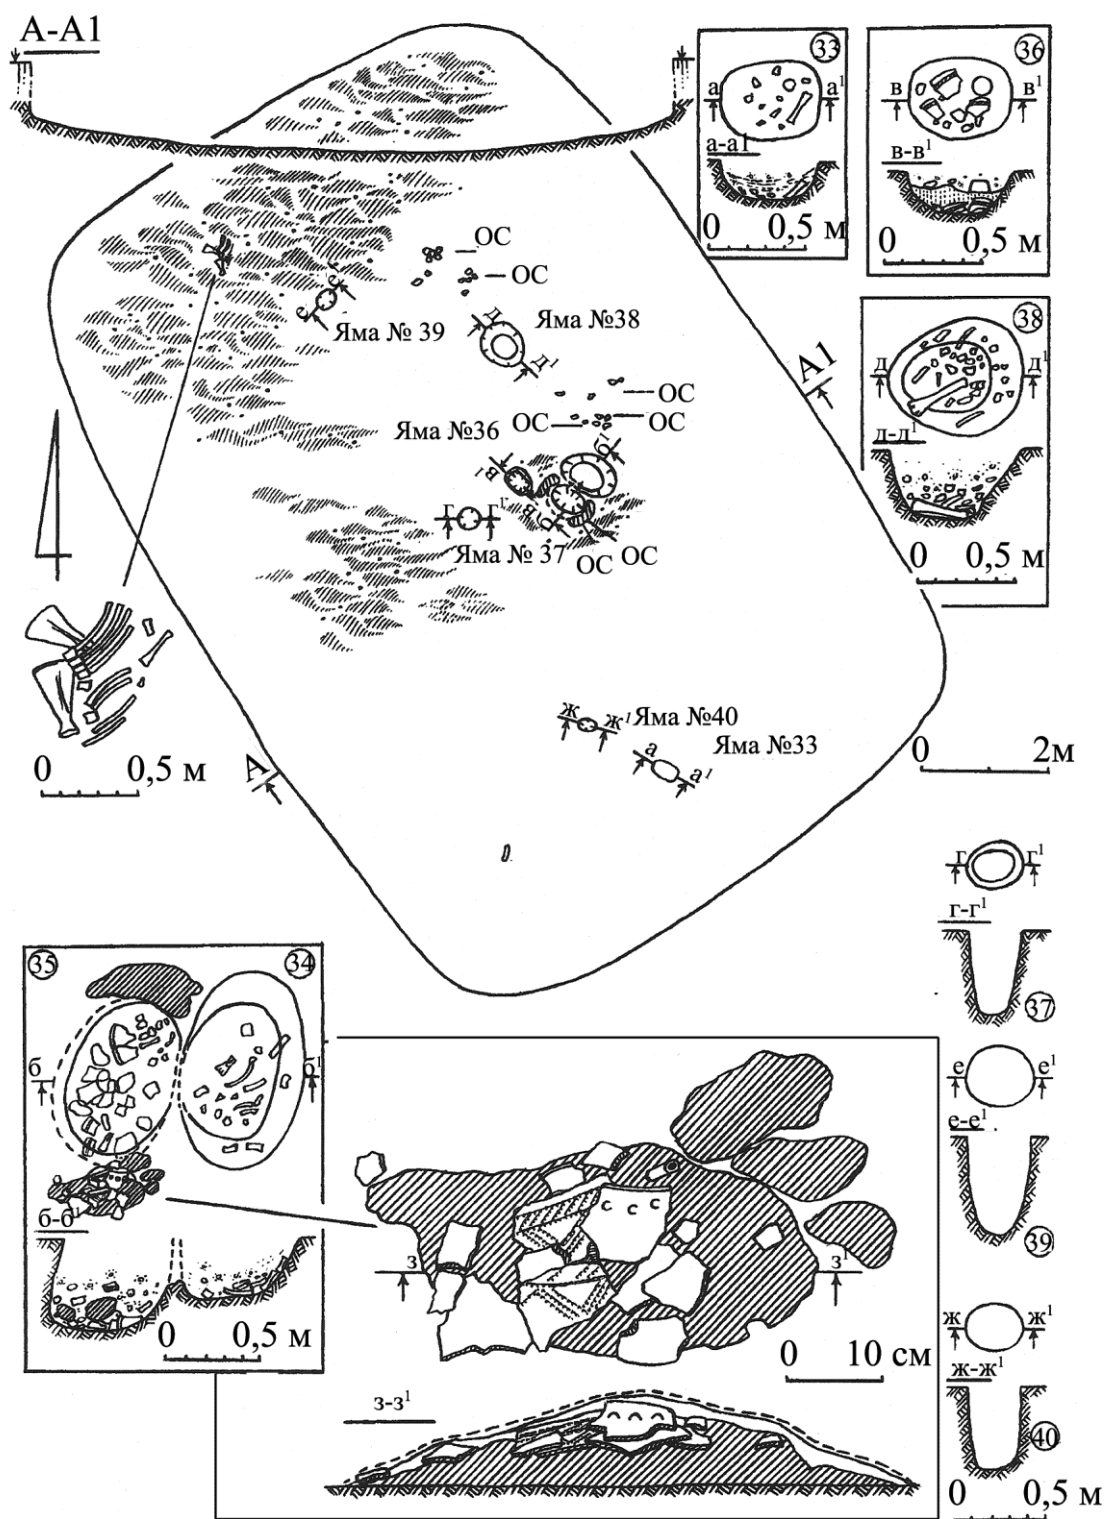 А-А1
33
а а¹
а-а1
0 0,5 м
36
в в¹
в-в¹
0 0,5 м
ОС
ОС
е е¹
Яма № 39
д д¹
Яма №38
38
д д¹
д-д¹
0 0,5 м
А1
ОС
ОС
ОС
Яма №36
в¹ в
б¹ б
г г¹
Яма № 37
ОС ОС
0 0,5 м
А
ж ж¹
Яма №40
Яма №33
а а¹
0 2м
г г¹
г-г¹
37
35
34
б б¹
б-б¹
0 0,5 м
з з¹
0 10 см
з-з¹
е е¹
е-е¹
39
ж ж¹
ж-ж¹
40
0 0,5 м